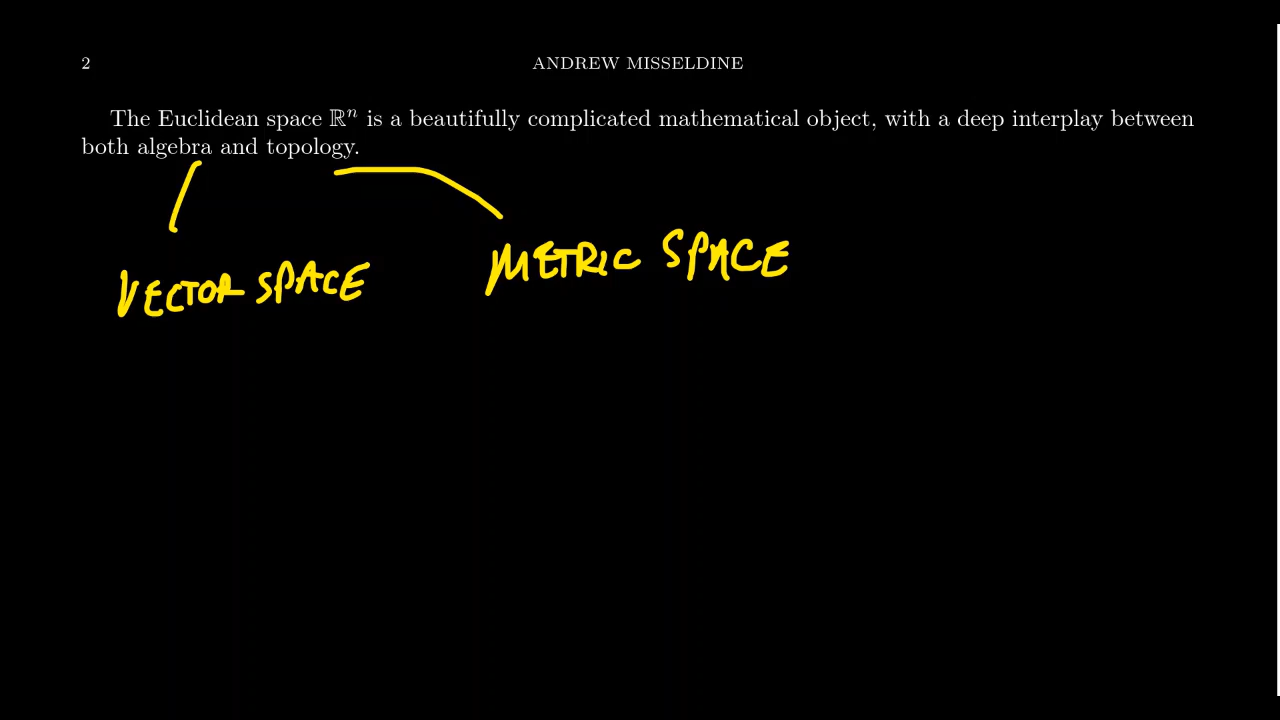 2 ANDREW MISSELDINE
The Euclidean space ℝⁿ is a beautifully complicated mathematical object, with a deep interplay between
both algebra and topology.
VECTOR SPACE METRIC SPACE